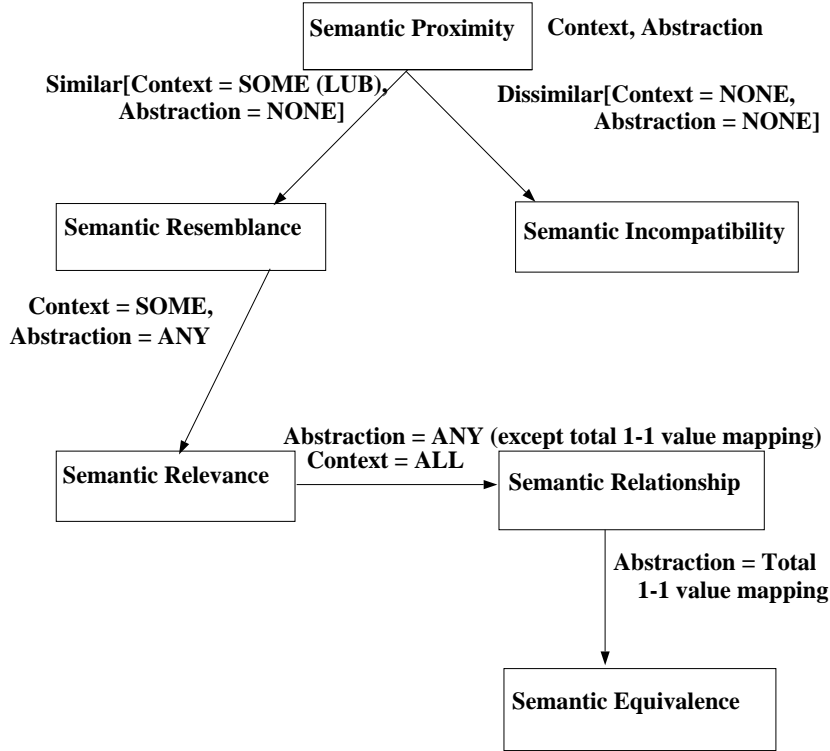 Semantic Proximity
Context, Abstraction
Similar[Context = SOME (LUB),
Abstraction = NONE]
Dissimilar[Context = NONE,
Abstraction = NONE]
Semantic Resemblance
Semantic Incompatibility
Context = SOME,
Abstraction = ANY
Abstraction = ANY (except total 1-1 value mapping)
Context = ALL
Semantic Relevance
Semantic Relationship
Abstraction = Total
1-1 value mapping
Semantic Equivalence